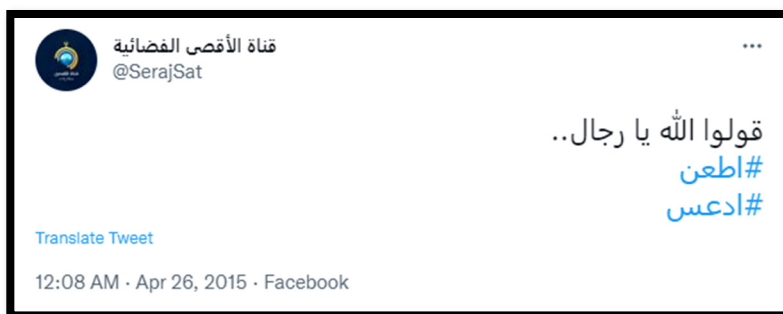 قناة الأقصى الفضائية
@SerajSat
قولوا الله يا رجال..
#اطعن
#ادعس
Translate Tweet
12:08 AM · Apr 26, 2015 · Facebook